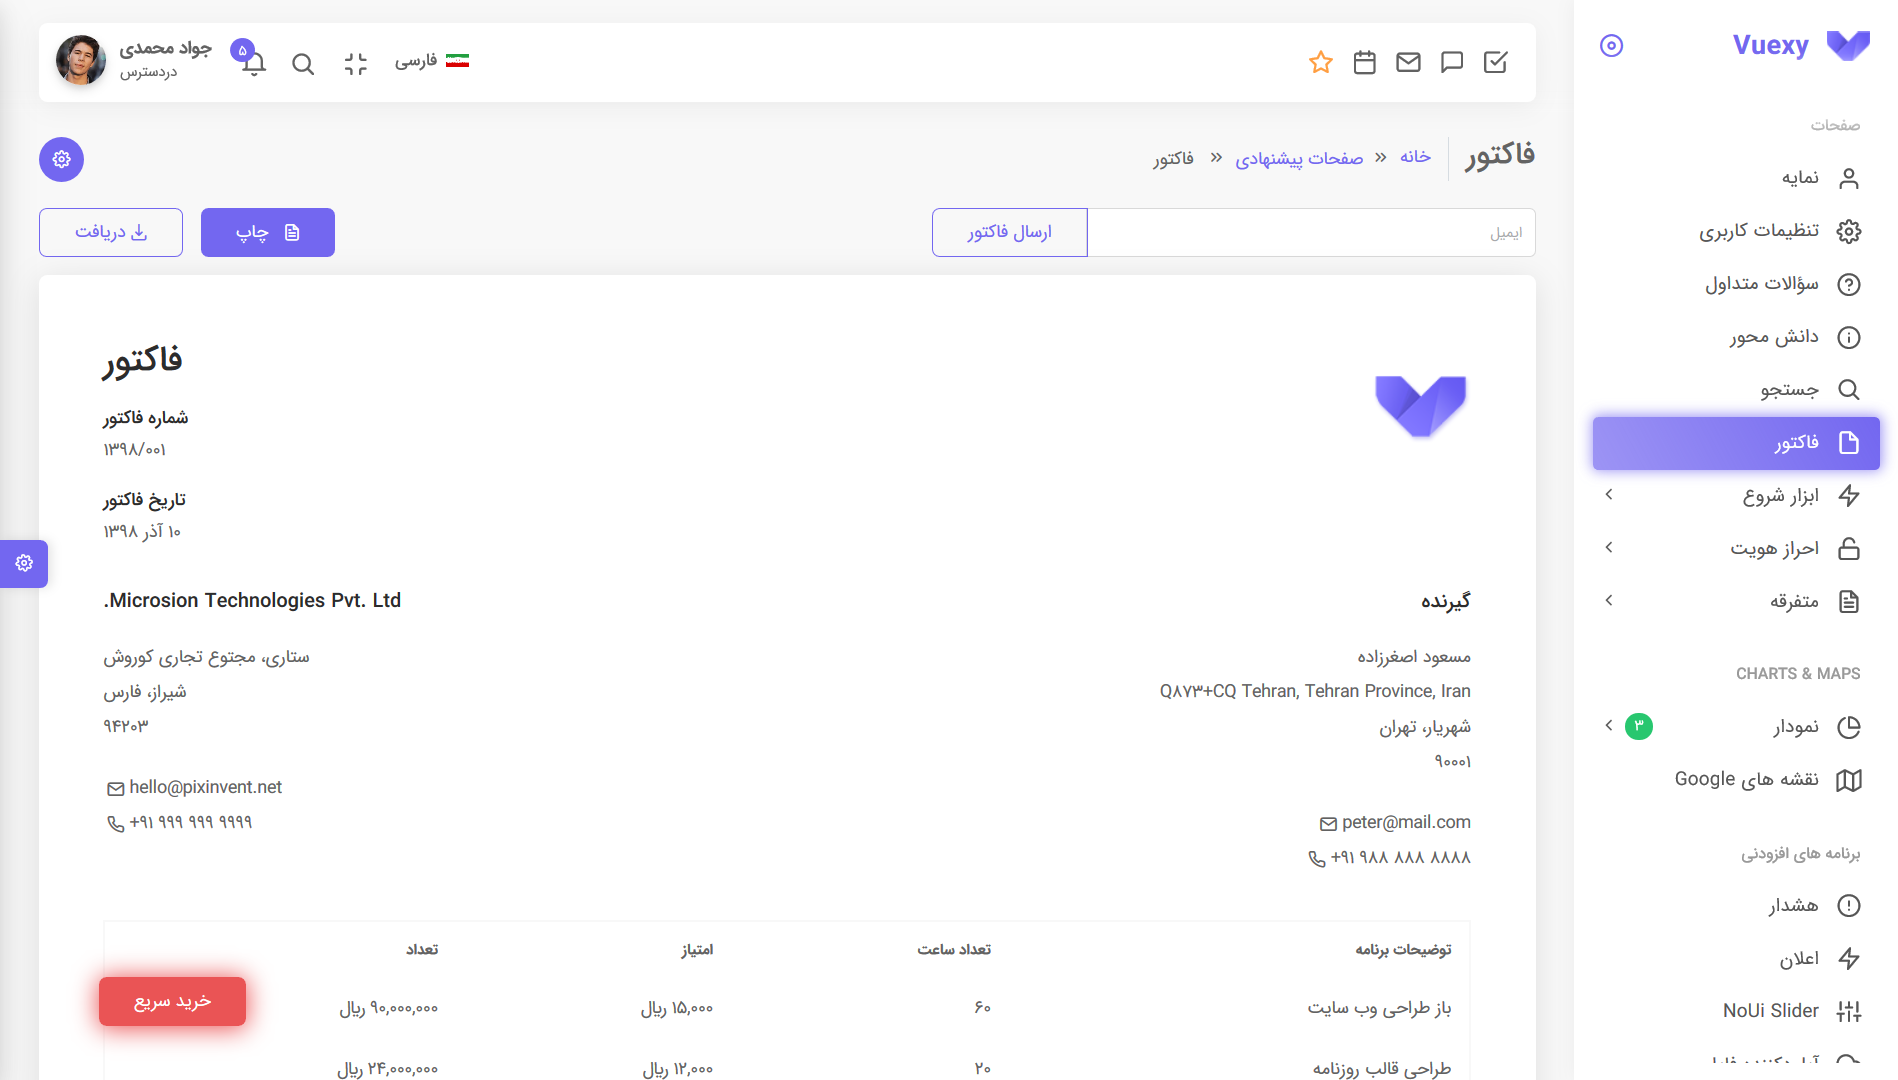 Vuexy
صفحات
نمایه
تنظیمات کاربری
سؤالات متداول
دانش محور
جستجو
فاکتور
ابزار شروع
احراز هویت
متفرقه
CHARTS & MAPS
نمودار
۳
نقشه های Google
برنامه های افزودنی
هشدار
اعلان
NoUi Slider
فارسی
۵
جواد محمدی
دردسترس
فاکتور
خانه » صفحات پیشنهادی » فاکتور
ایمیل
ارسال فاکتور
چاپ
دریافت
فاکتور
شماره فاکتور
۱۳۹۸/۰۰۱
تاریخ فاکتور
۱۰ آذر ۱۳۹۸
گیرنده
مسعود اصغرزاده
Q۸۷۳+CQ Tehran, Tehran Province, Iran
شهریار، تهران
۹۰۰۰۱
peter@mail.com
+۹۱ ۹۸۸ ۸۸۸ ۸۸۸۸
.Microsion Technologies Pvt. Ltd
ستاری، مجتوع تجاری کوروش
شیراز، فارس
۹۴۲۰۳
hello@pixinvent.net
+۹۱ ۹۹۹ ۹۹۹ ۹۹۹۹
توضیحات برنامه تعداد ساعت امتیاز تعداد
باز طراحی وب سایت ۶۰ ۱۵,۰۰۰ ریال ۹۰,۰۰۰,۰۰۰ ریال
طراحی قالب روزنامه ۲۰ ۱۲,۰۰۰ ریال ۲۴,۰۰۰,۰۰۰ ریال
خرید سریع